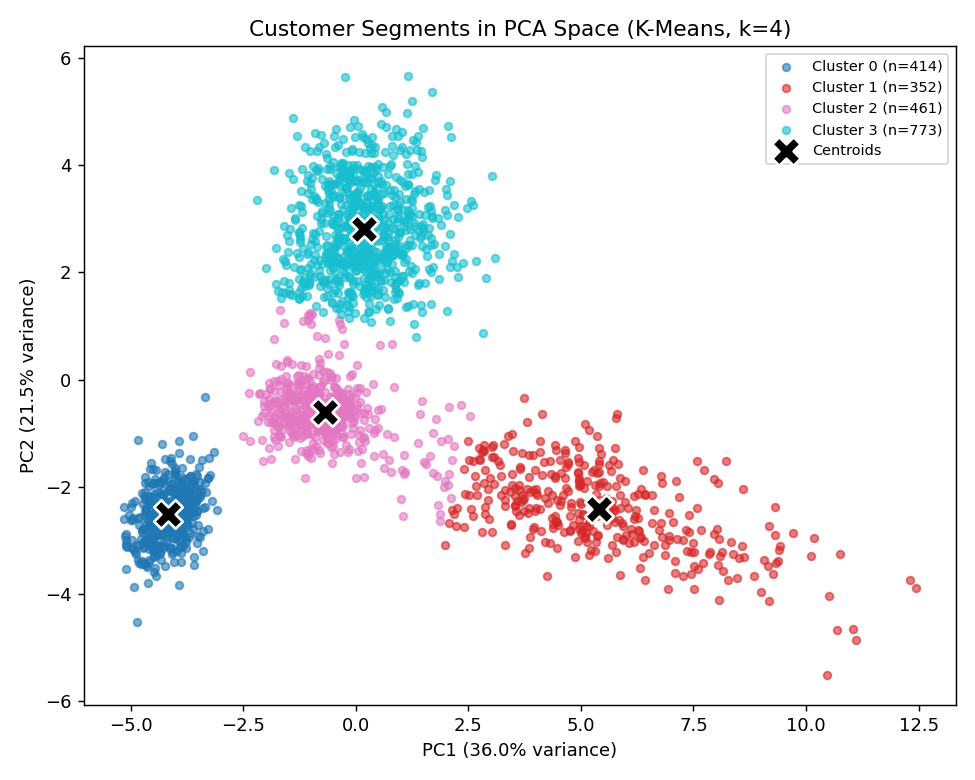 Customer Segments in PCA Space (K-Means, k=4)
Cluster 0 (n=414)
Cluster 1 (n=352)
Cluster 2 (n=461)
Cluster 3 (n=773)
Centroids
PC2 (21.5% variance)
6
4
2
0
−2
−4
−6
−5.0 −2.5 0.0 2.5 5.0 7.5 10.0 12.5
PC1 (36.0% variance)